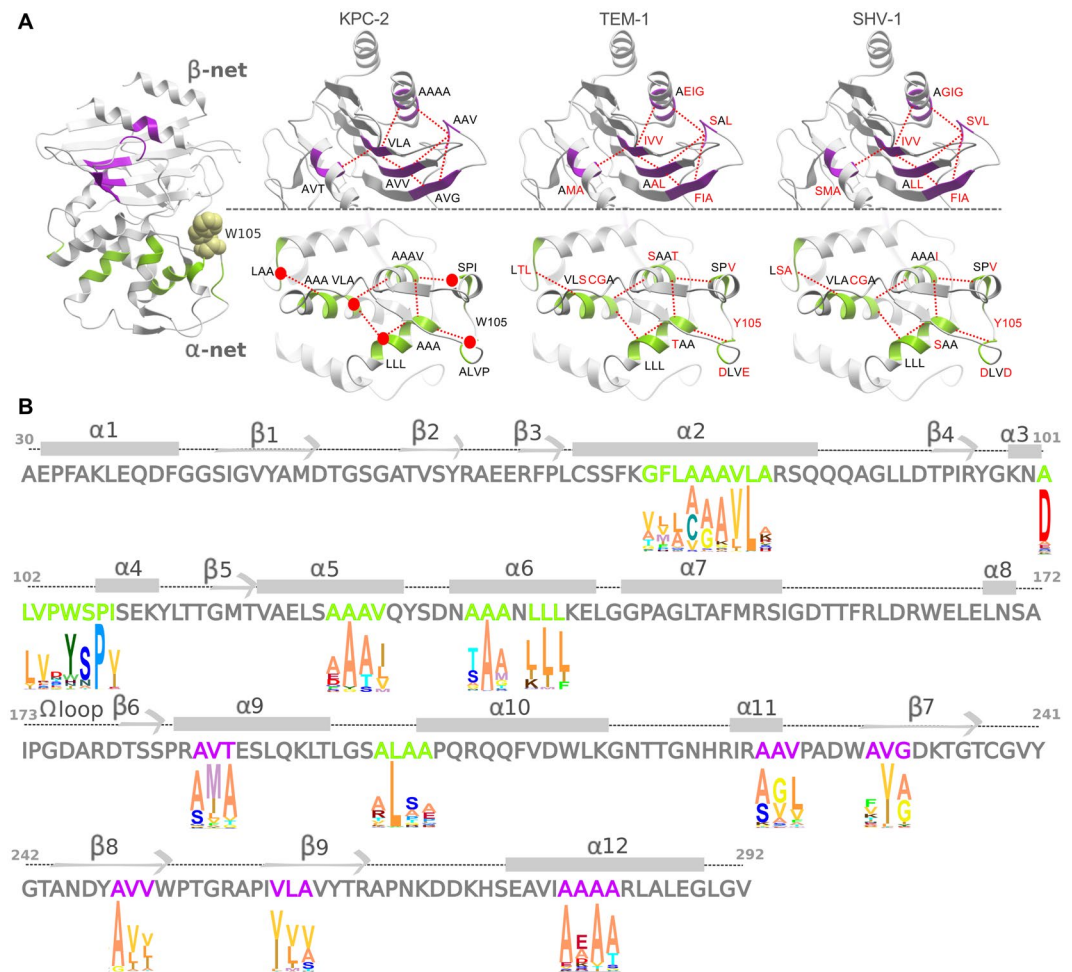 A
KPC-2
TEM-1
SHV-1
β-net
AAAA
AEIG
AGIG
AAV
SAL
SVL
VLA
IVV
IVV
AVT
AVV
AMA
AAL
SMA
ALL
AVG
FIA
FIA
W105
LAA
AAA VLA
AAAV
SPI
LTL
VLSCGA
SAAT
SPV
LSA
VLACGA
AAAI
SPV
W105
Y105
Y105
α-net
AAA
TAA
SAA
LLL
LLL
LLL
ALVP
DLVE
DLVD
B
30 α1 β1 β2 β3 α2 β4 α3 101
AEPFAKLEQDFGGSIGVYAMDTGSGATVSYRAEERFPLCSSFKGFLAAAVLARSQQQAGLLDTPIRYGKNA
102 α4 β5 α5 α6 α7 α8 172
LVPWSPISEKYLTTGMTVAELSAAAVQYSDNAAANLLLKELGGPAGLTAFMRSIGDTTFRLDRWELELNSA
173 Ωloop β6 α9 α10 α11 β7 241
IPGDARDTSSPRAVTESLQKLTLGSALAAPQRQQFVDWLKGNTTGNHRIRAAVPADWAVGDKTGTCGVY
242 β8 β9 α12 292
GTANDYAVVWPTGRAPIVLAVYTRAPNKDDKHSEAVIAAAARLALEGLGV